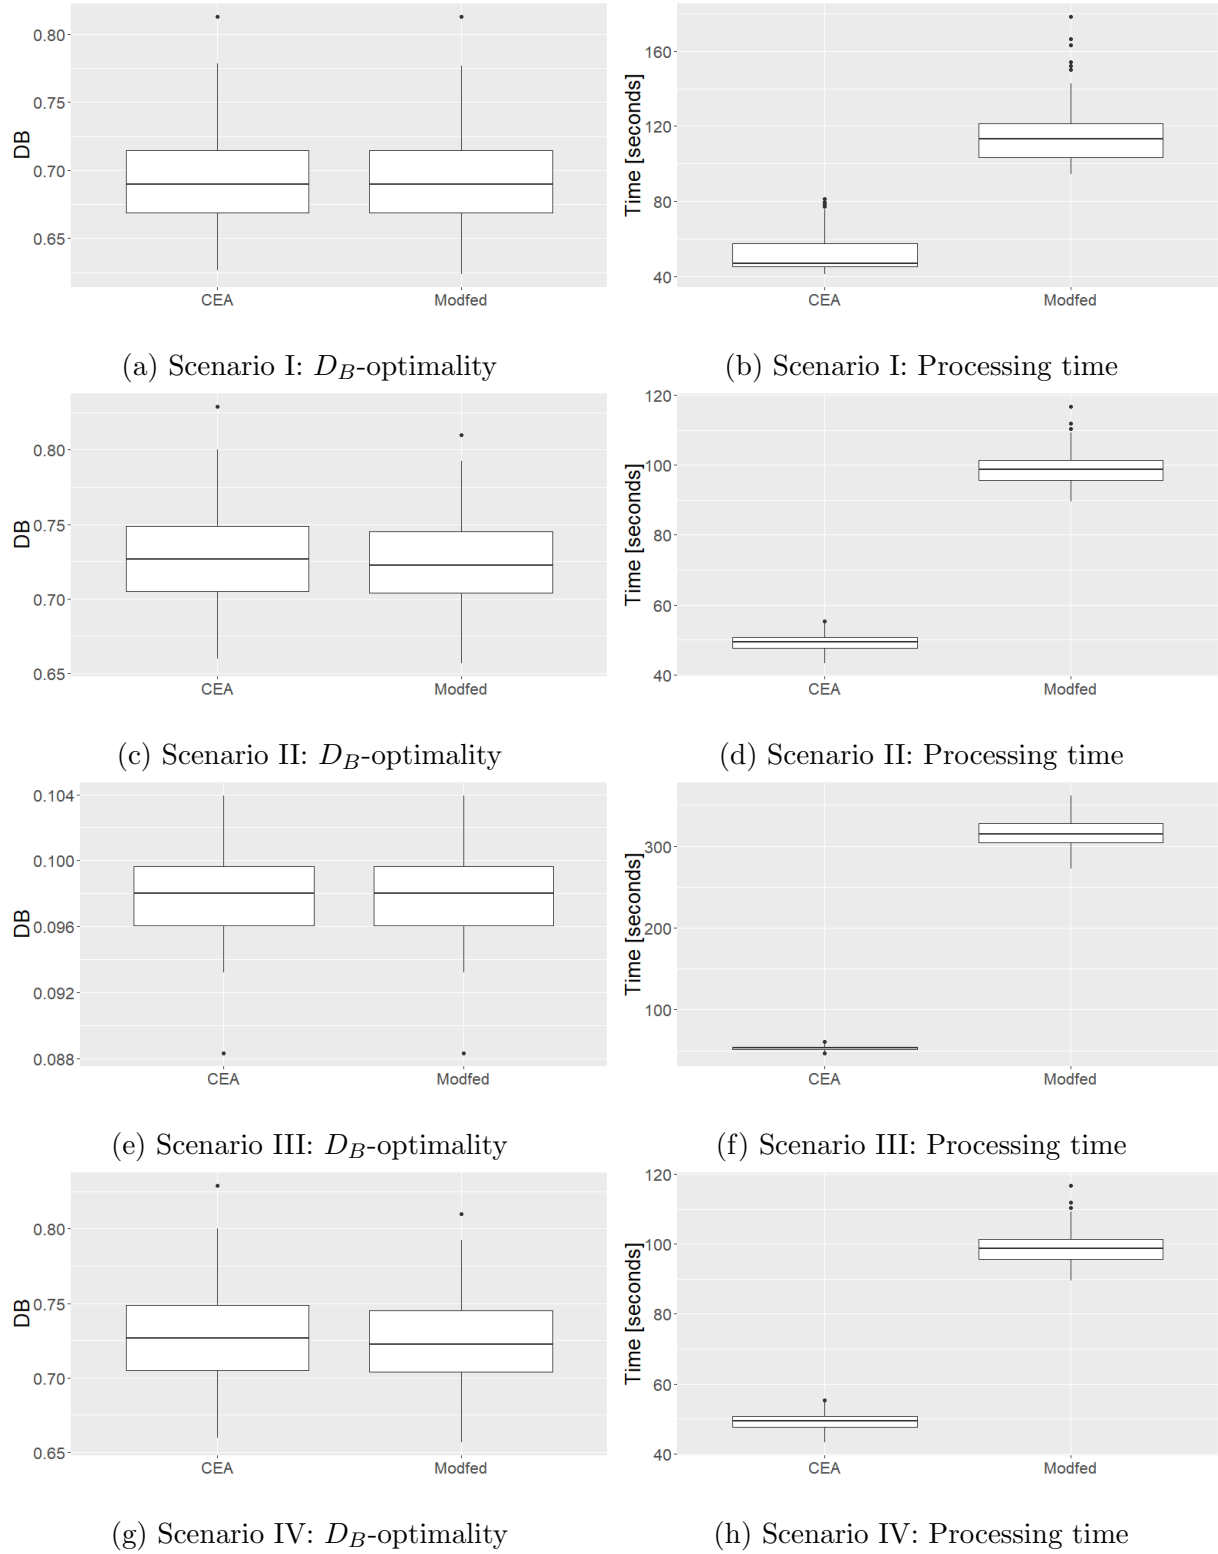 DB
0.80
0.75
0.70
0.65
CEA
Modfed
Time [seconds]
160
120
80
40
CEA
Modfed
(a) Scenario I: D_B-optimality
(b) Scenario I: Processing time
DB
0.80
0.75
0.70
0.65
CEA
Modfed
Time [seconds]
120
100
80
60
40
CEA
Modfed
(c) Scenario II: D_B-optimality
(d) Scenario II: Processing time
DB
0.104
0.100
0.096
0.092
0.088
CEA
Modfed
Time [seconds]
300
200
100
CEA
Modfed
(e) Scenario III: D_B-optimality
(f) Scenario III: Processing time
DB
0.80
0.75
0.70
0.65
CEA
Modfed
Time [seconds]
120
100
80
60
40
CEA
Modfed
(g) Scenario IV: D_B-optimality
(h) Scenario IV: Processing time